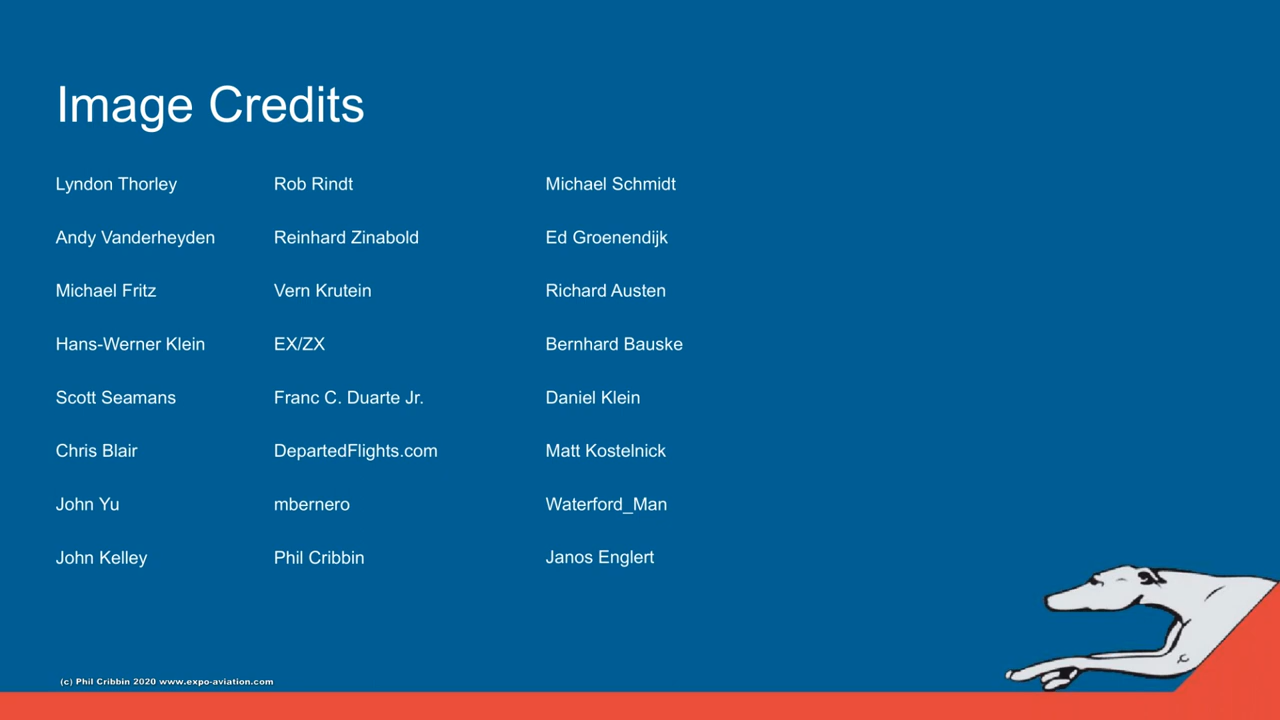 Image Credits
Lyndon Thorley
Andy Vanderheyden
Michael Fritz
Hans-Werner Klein
Scott Seamans
Chris Blair
John Yu
John Kelley
Rob Rindt
Reinhard Zinabold
Vern Krutein
EX/ZX
Franc C. Duarte Jr.
DepartedFlights.com
mbernero
Phil Cribbin
Michael Schmidt
Ed Groenendijk
Richard Austen
Bernhard Bauske
Daniel Klein
Matt Kostelnick
Waterford_Man
Janos Englert
(c) Phil Cribbin 2020 www.expo-aviation.com